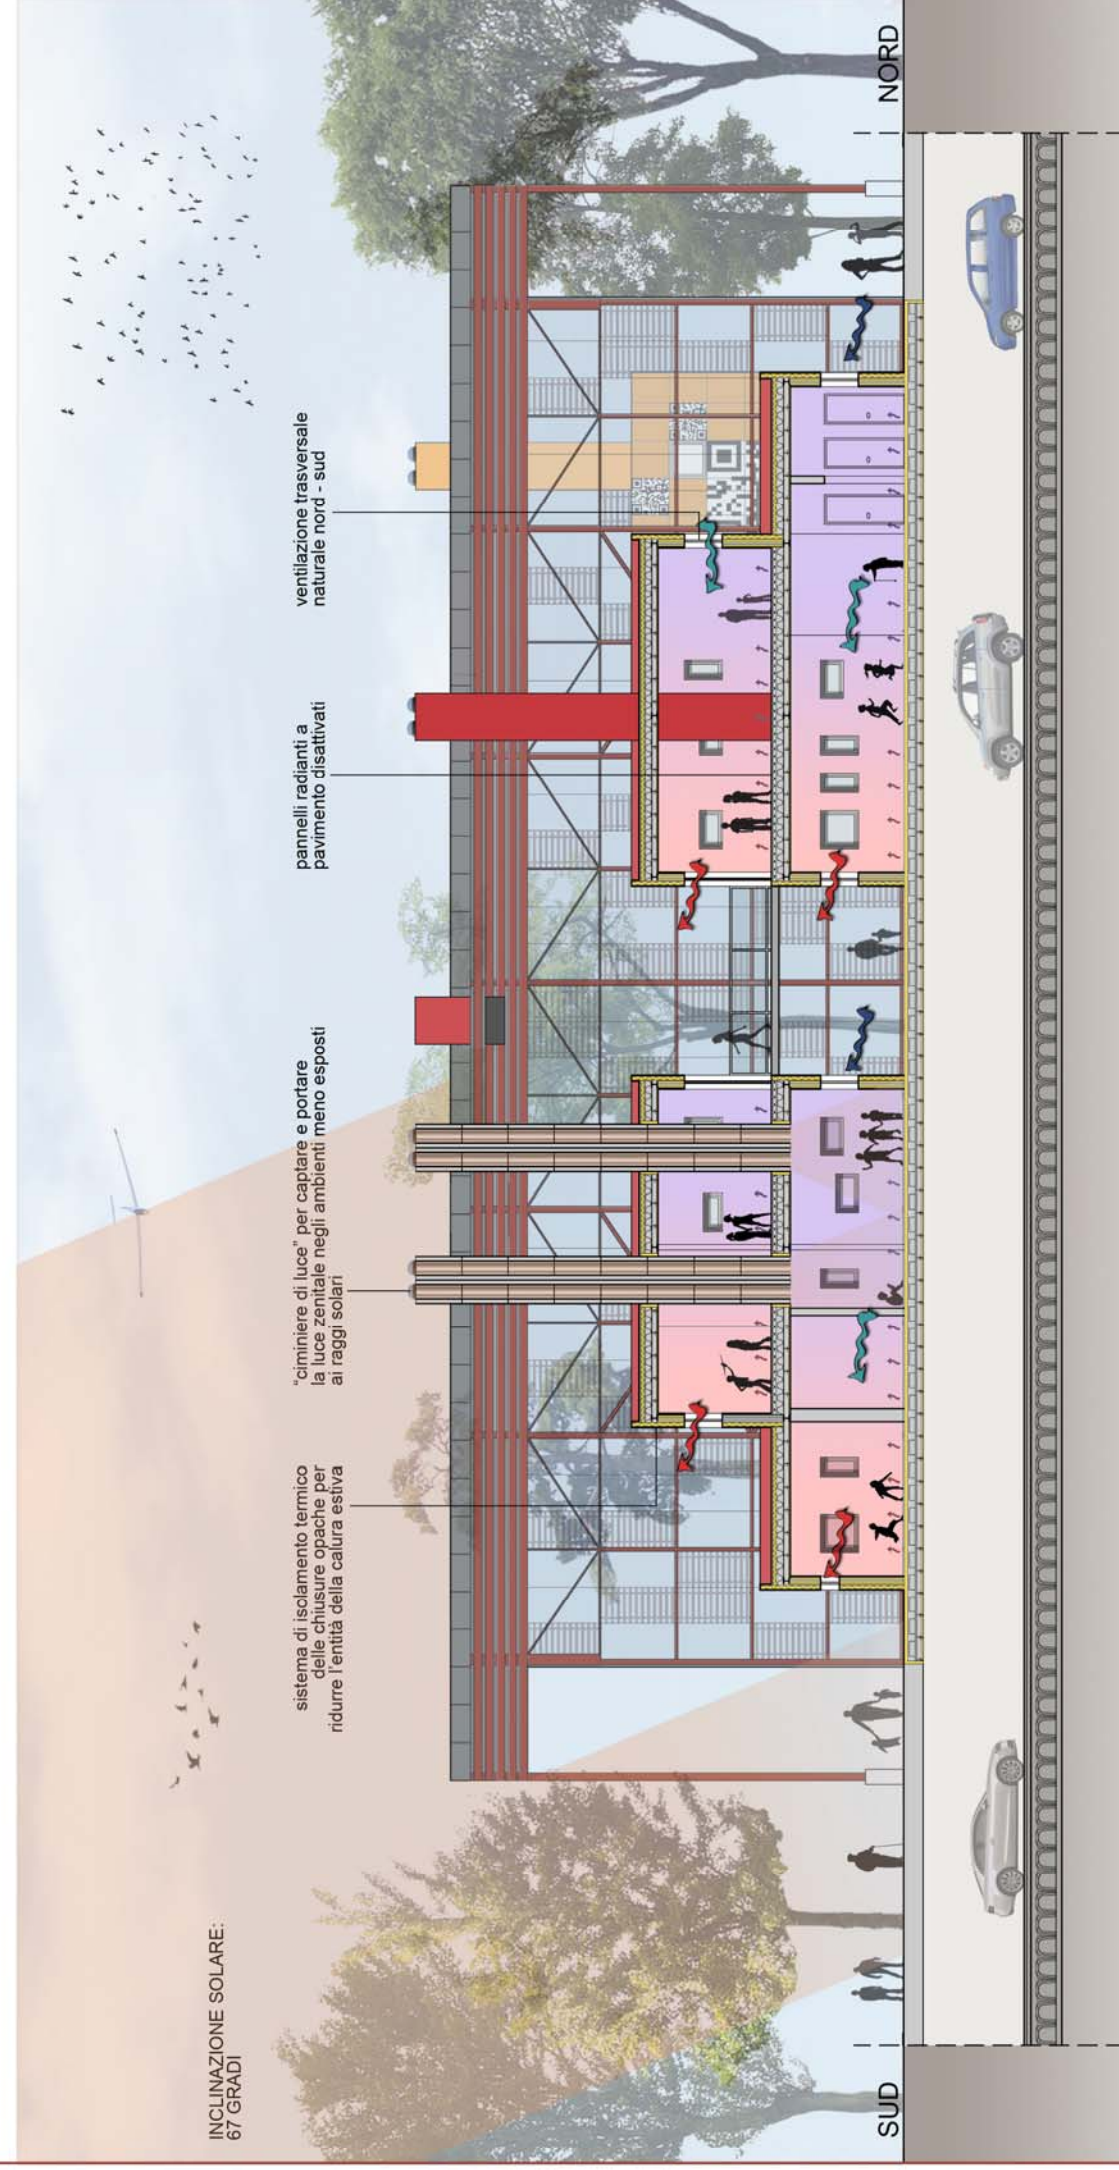 INCLINAZIONE SOLARE:
67 GRADI
sistema di isolamento termico
delle chiusure opache per
ridurre l'entità della calura estiva
"ciminiere di luce" per captare e portare
la luce zenitale negli ambienti meno esposti
ai raggi solari
pannelli radianti a
pavimento disattivati
ventilazione trasversale
naturale nord - sud
SUD
NORD